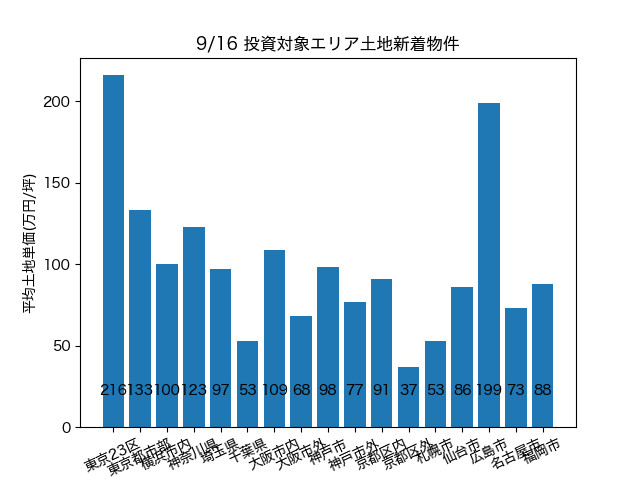 9/16 投資対象エリア土地新着物件
平均土地単価(万円/坪)
200
150
100
50
0
216 133 100 123 97 53 109 68 98 77 91 37 53 86 199 73 88
東京23区 東京都市部 横浜市内 神奈川県 埼玉県 千葉県 大阪市内 大阪市外 神戸市 神戸市外 京都区内 京都区外 札幌市 仙台市 広島市 名古屋市 福岡市